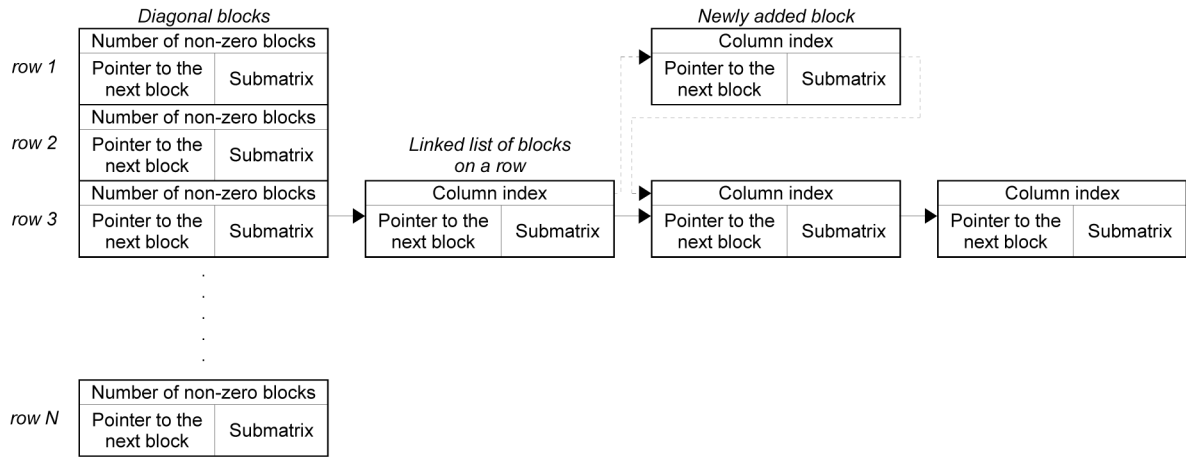 Diagonal blocks
Newly added block
Number of non-zero blocks
Column index
row 1
Pointer to the
next block
Submatrix
Pointer to the
next block
Submatrix
Number of non-zero blocks
row 2
Pointer to the
next block
Submatrix
Linked list of blocks
on a row
Number of non-zero blocks
Column index
Column index
Column index
row 3
Pointer to the
next block
Submatrix
Pointer to the
next block
Submatrix
Pointer to the
next block
Submatrix
Pointer to the
next block
Submatrix
.
.
.
.
.
Number of non-zero blocks
row N
Pointer to the
next block
Submatrix